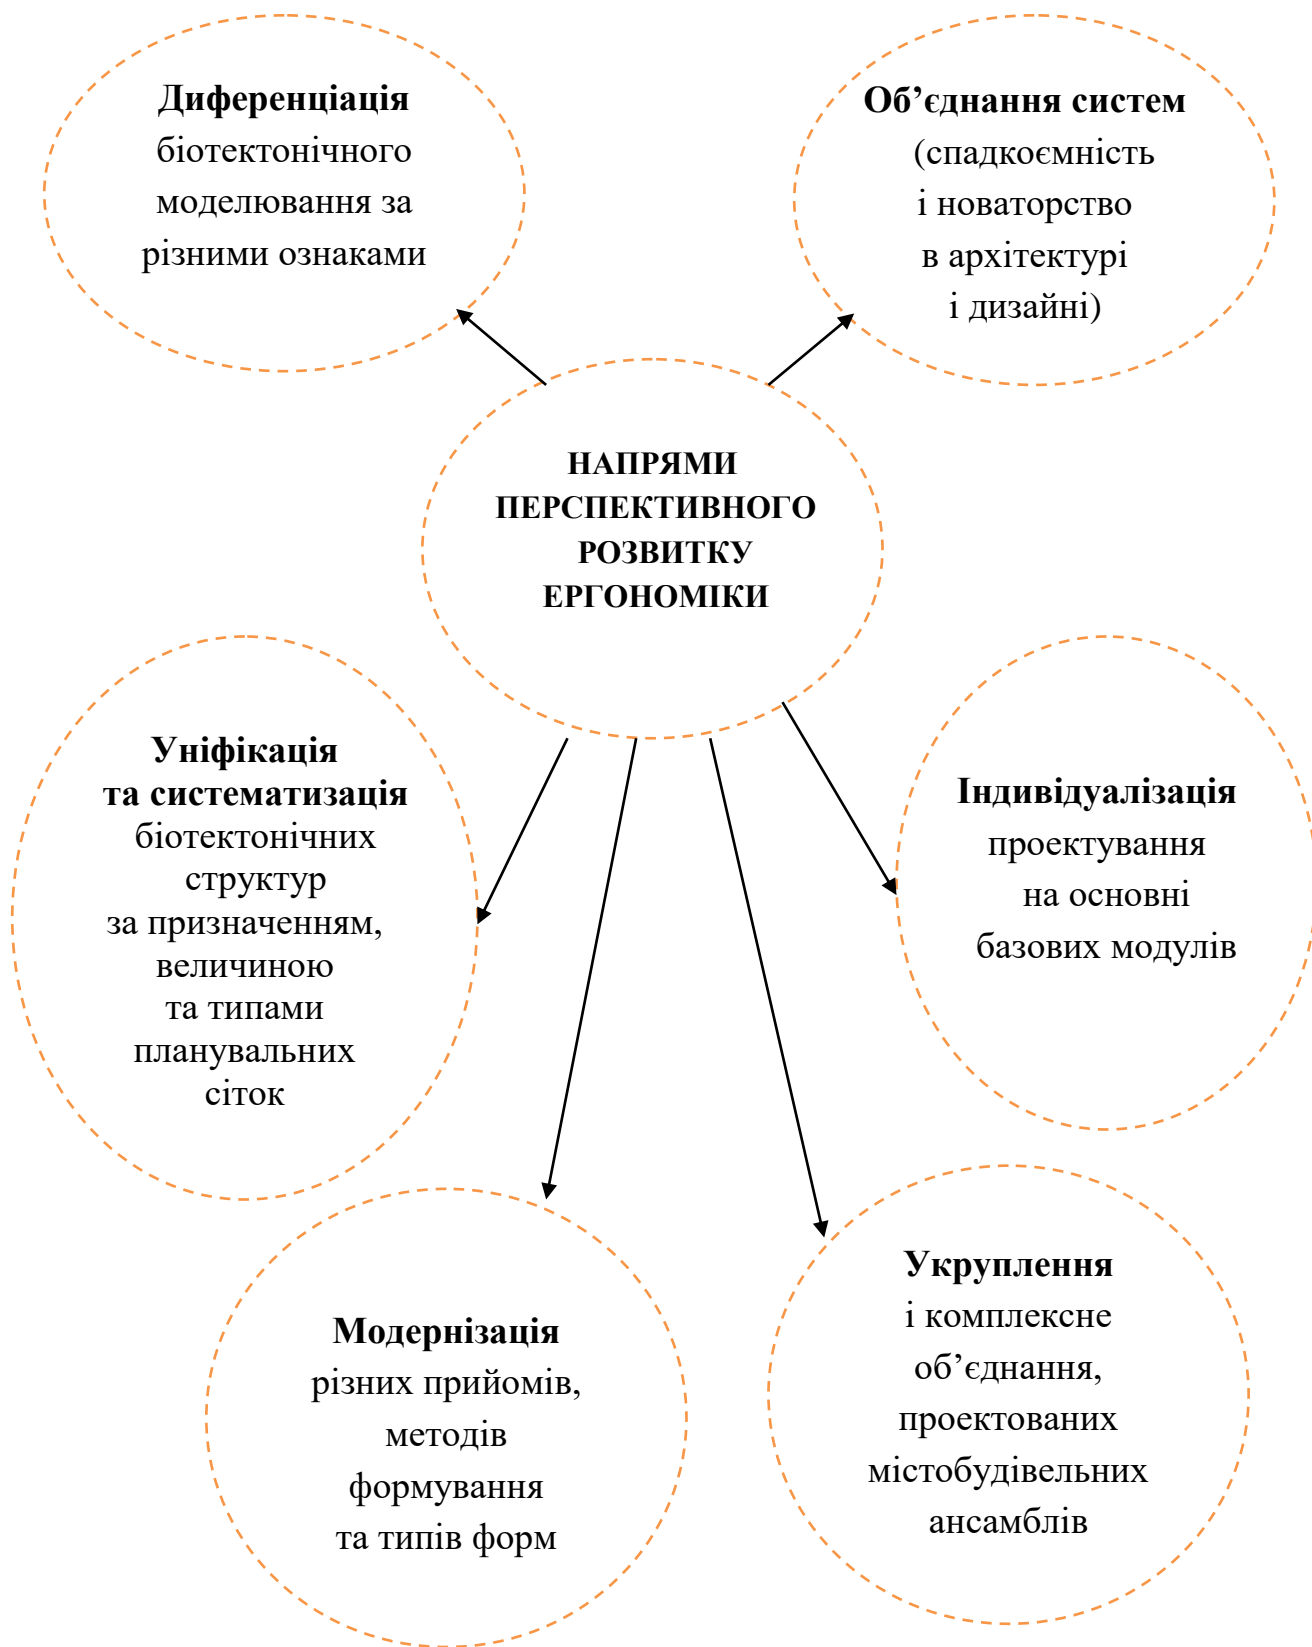 Диференціація
біотектонічного
моделювання за
різними ознаками
Об’єднання систем
(спадкоємність
і новаторство
в архітектурі
і дизайні)
НАПРЯМИ
ПЕРСПЕКТИВНОГО
РОЗВИТКУ
ЕРГОНОМІКИ
Уніфікація
та систематизація
біотектонічних
структур
за призначенням,
величиною
та типами
планувальних
сіток
Індивідуалізація
проектування
на основні
базових модулів
Модернізація
різних прийомів,
методів
формування
та типів форм
Укруплення
і комплексне
об’єднання,
проектованих
містобудівельних
ансамблів